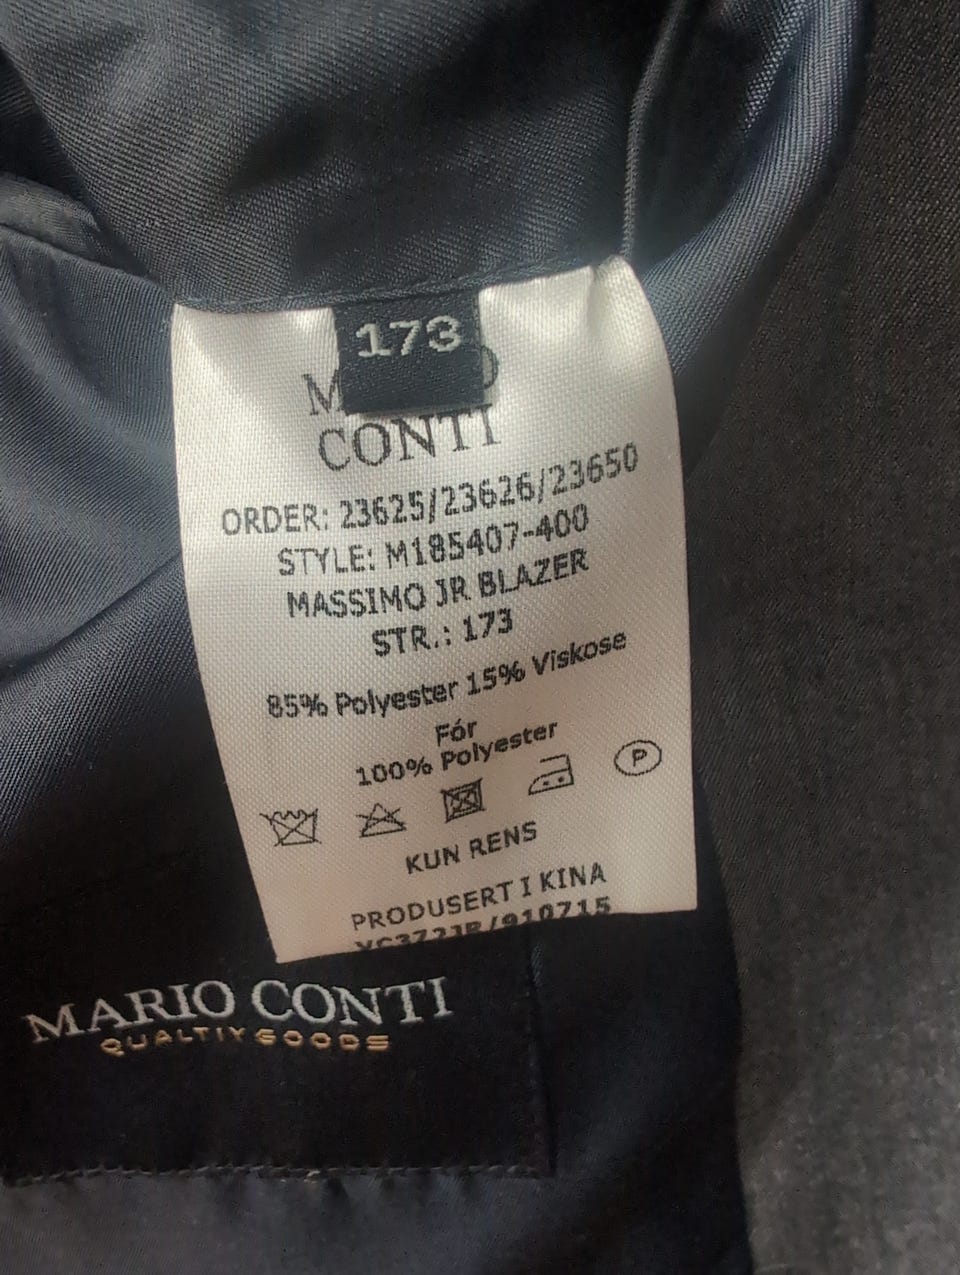 173
CONTI
ORDER: 23625/23626/23650
STYLE: M185407-400
MASSIMO JR BLAZER
STR.: 173
85% Polyester 15% Viskose
Fór
100% Polyester
P
KUN RENS
PRODUSERT I KINA
MARIO CONTI
QUALTIY GOODS